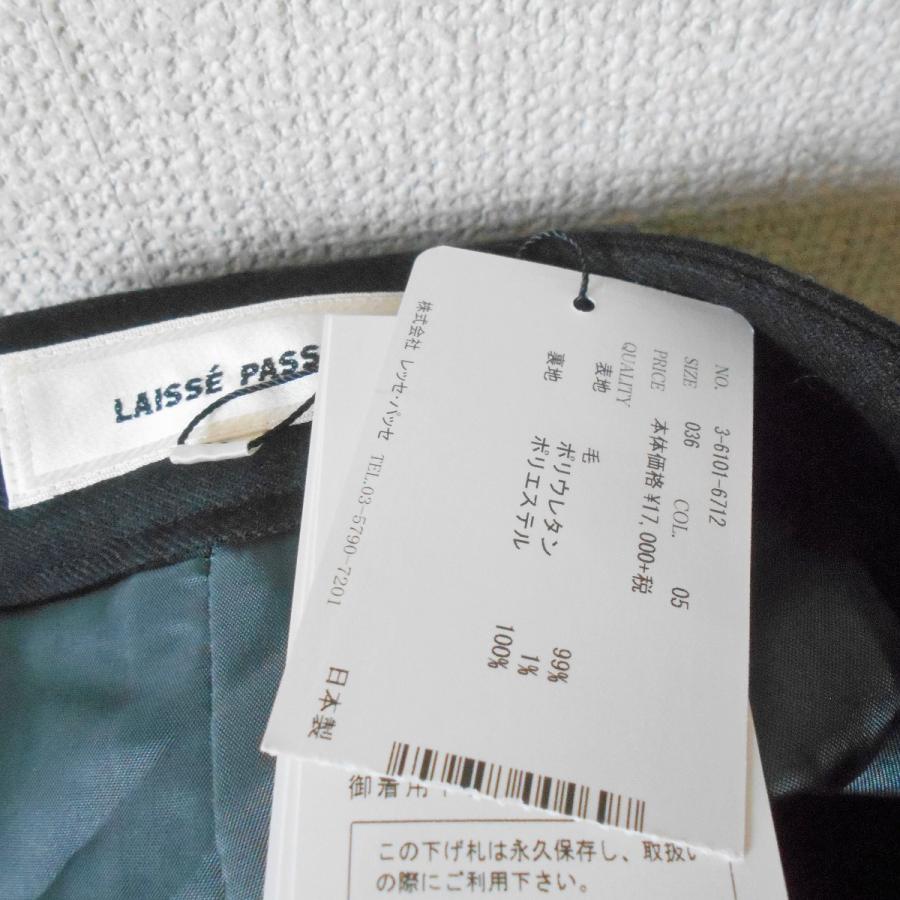 LAISSÉ PASS
NO. 3-6101-6712
SIZE 036 COL. 05
PRICE 本体価格 ¥17,000+税
QUALITY
表地 毛 99%
ポリウレタン 1%
裏地 ポリエステル 100%
株式会社 レッセ・パッセ TEL.03-5790-7201
日本製
御着用
この下げ札は永久保存し、取扱い
の際にご利用下さい。